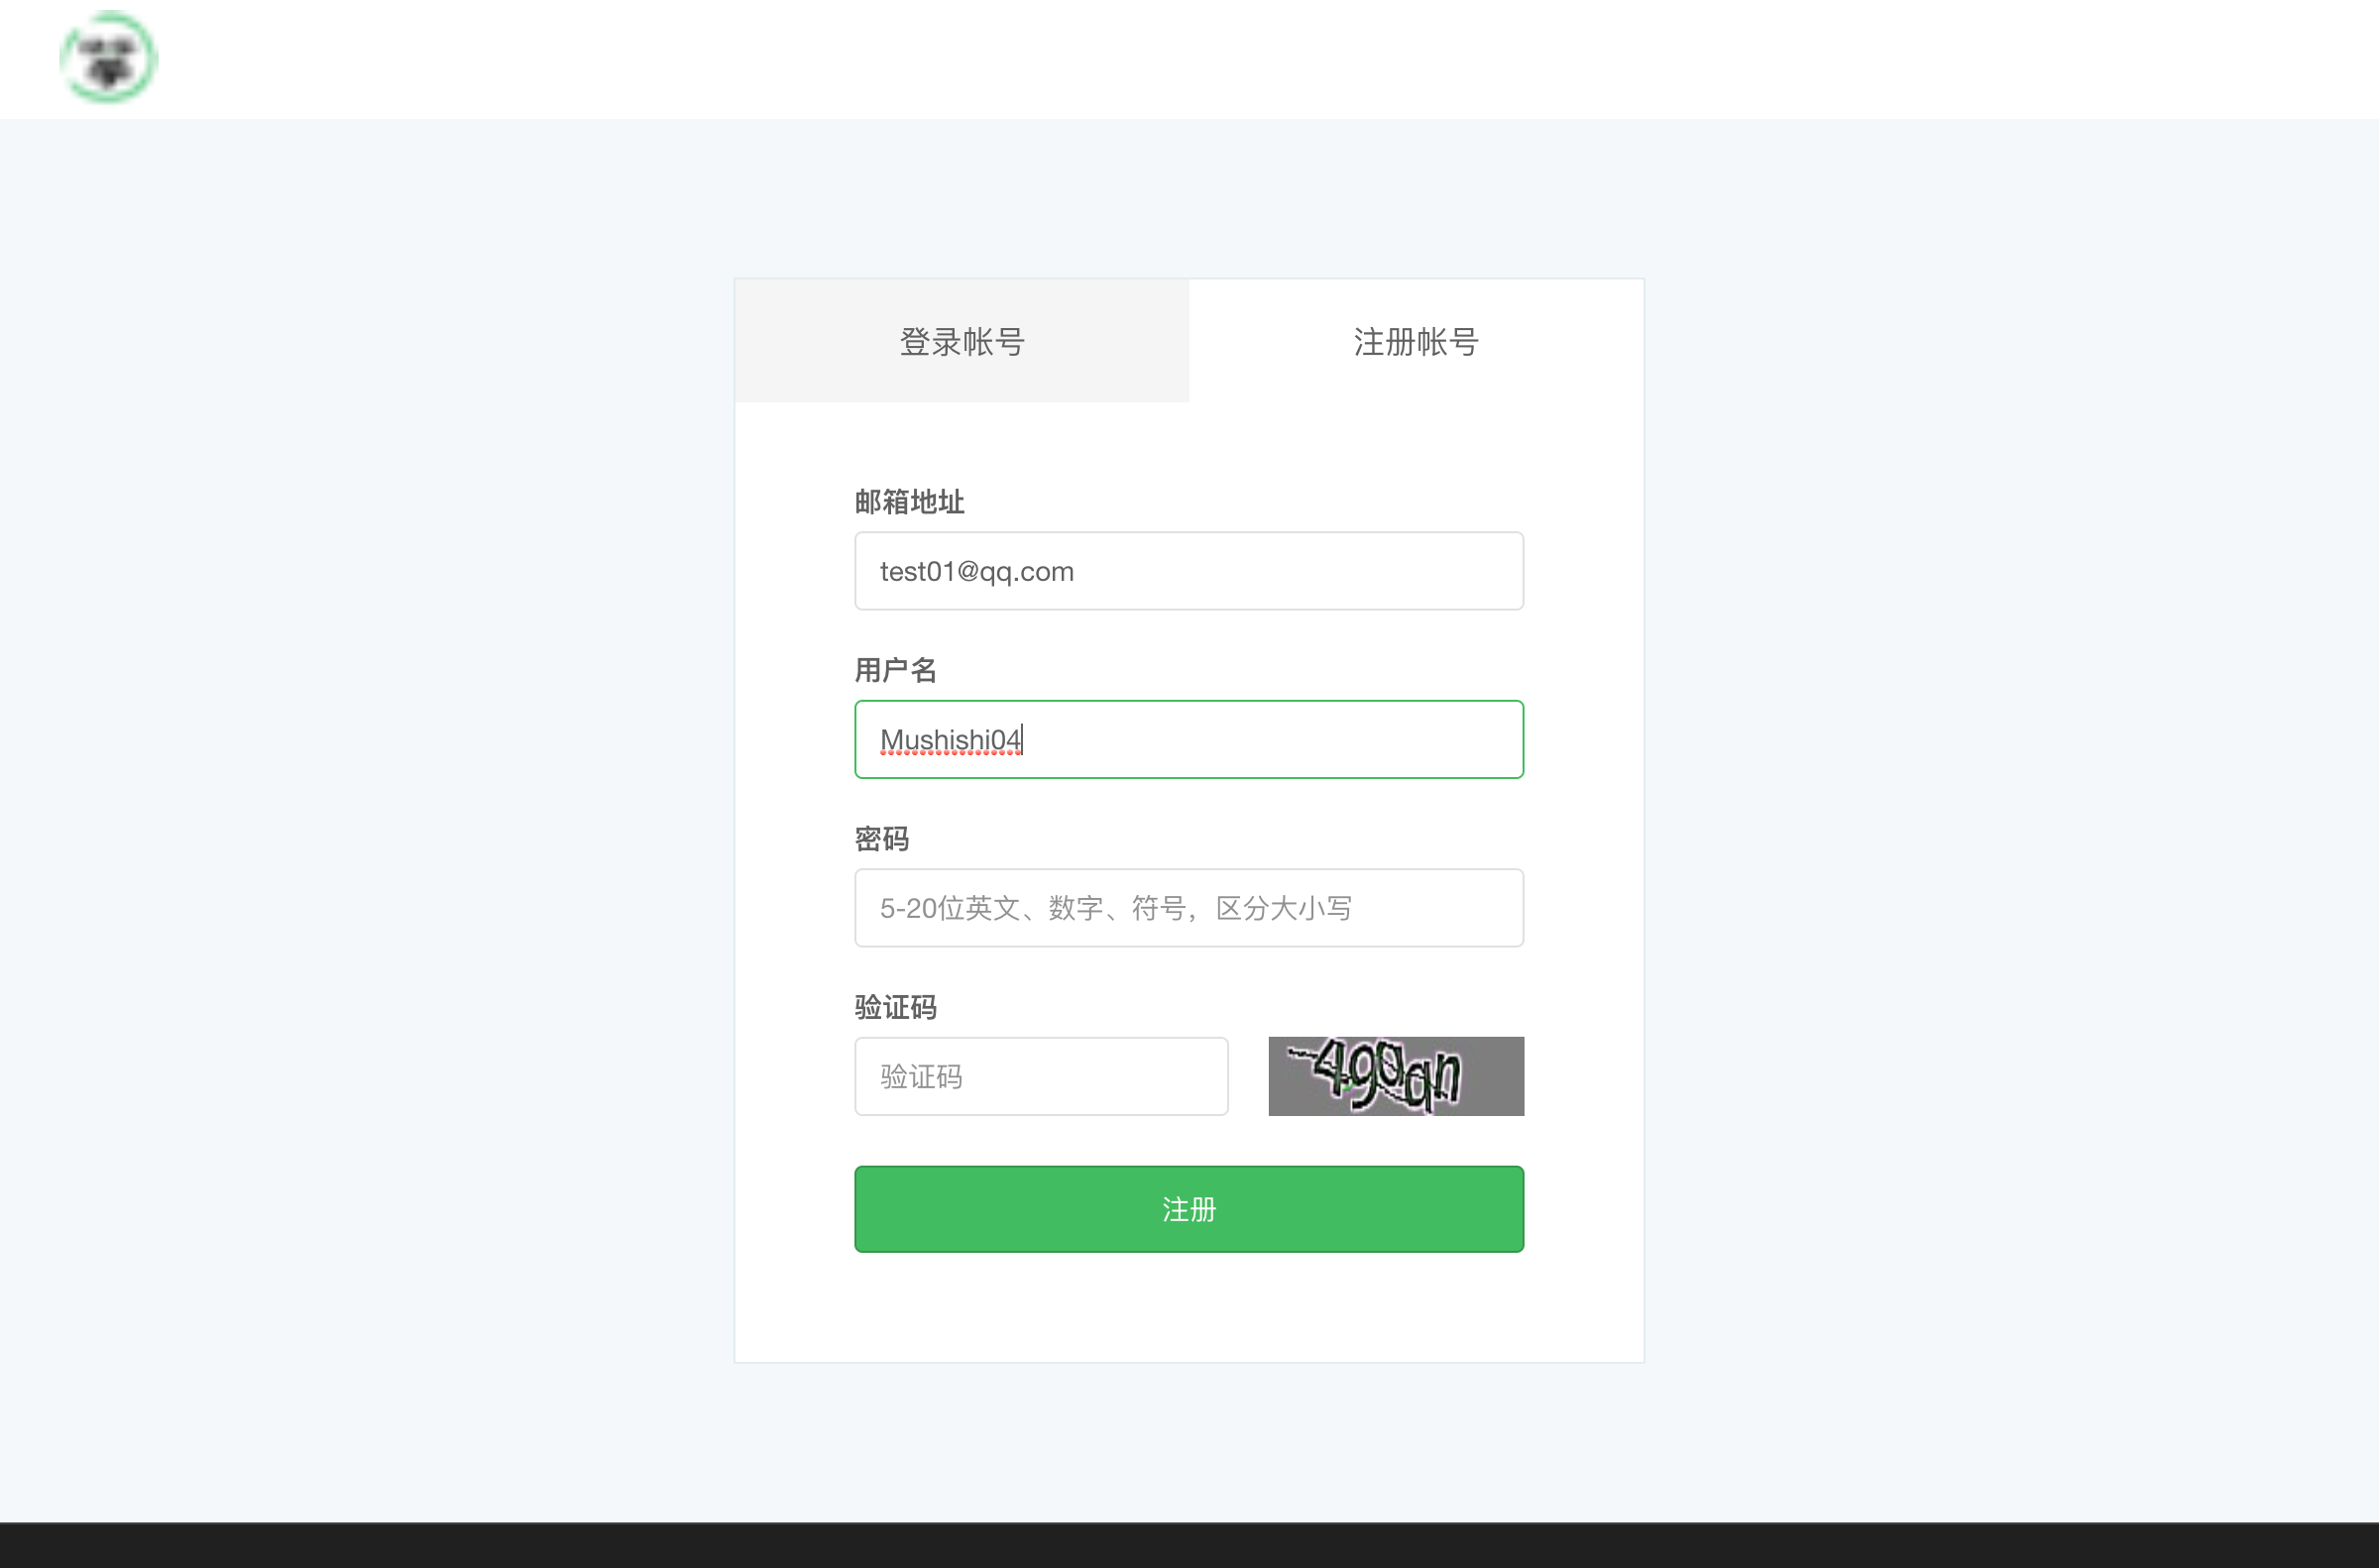 登录帐号
注册帐号
邮箱地址
test01@qq.com
用户名
Mushishi04
密码
5-20位英文、数字、符号，区分大小写
验证码
验证码
注册